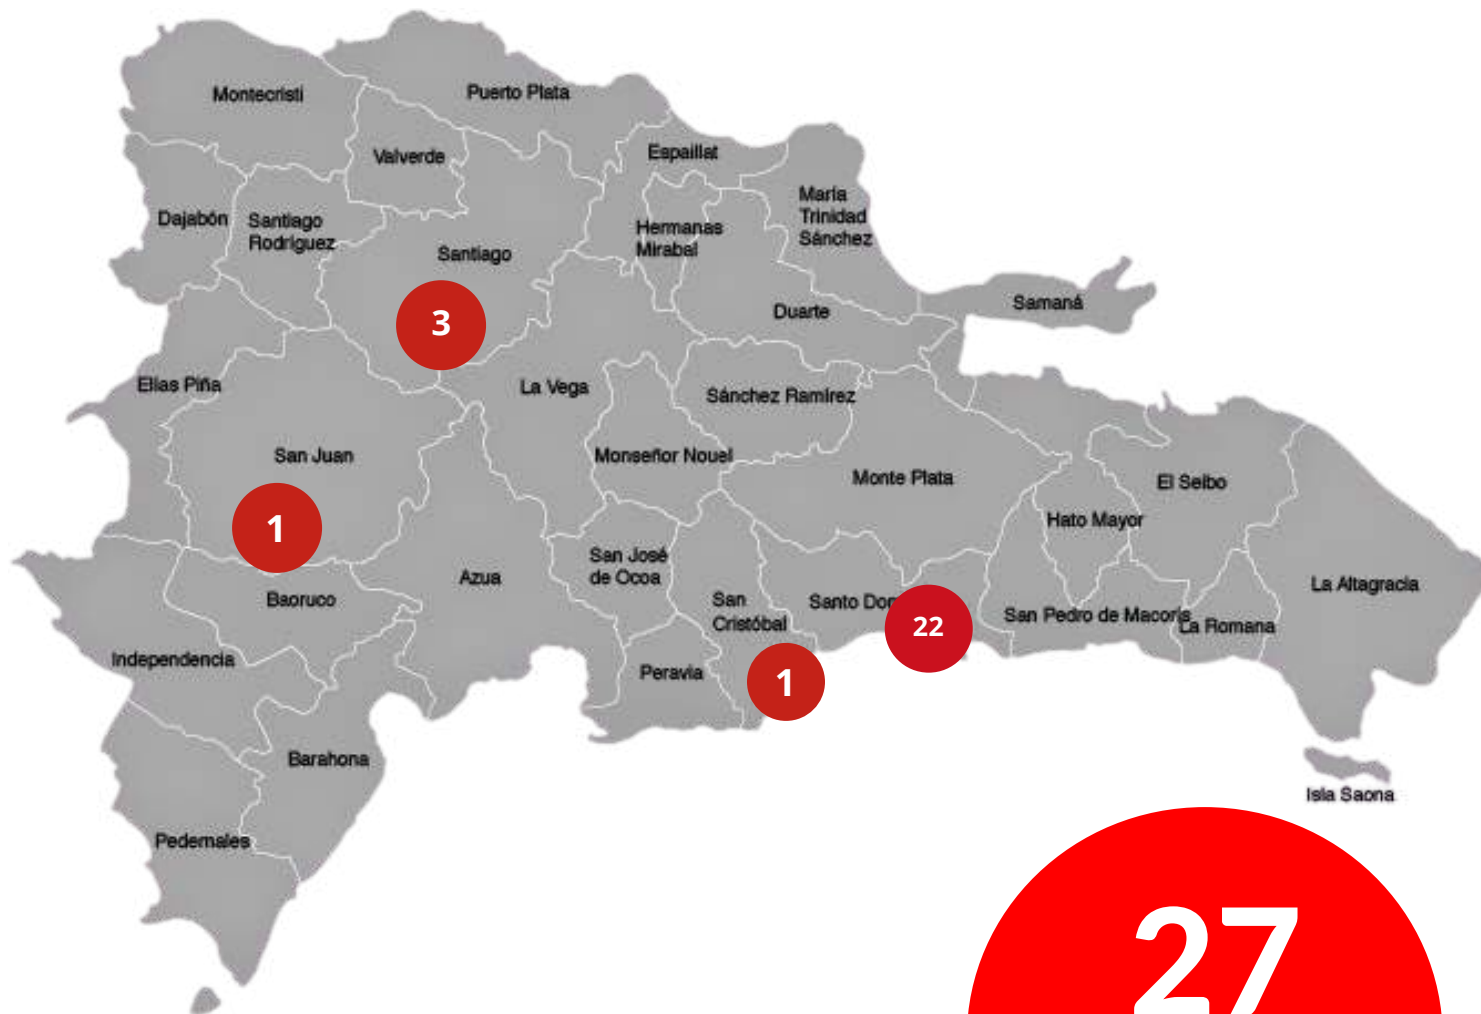 Puerto Plata
Montecristi
Valverde
Espaillat
María
Trinidad
Sánchez
Dajabón
Santiago
Rodríguez
Hermanas
Mirabal
Santiago
Samaná
Duarte
3
Elías Piña
La Vega
Sánchez Ramírez
San Juan
Monseñor Nouel
Monte Plata
El Seibo
Hato Mayor
1
San José
de Ocoa
Azua
La Altagracia
Baoruco
San
Cristóbal
Santo Dor
22
San Pedro de Macorís
La Romana
Independencia
Peravia
1
Barahona
Isla Saona
Pedernales
27